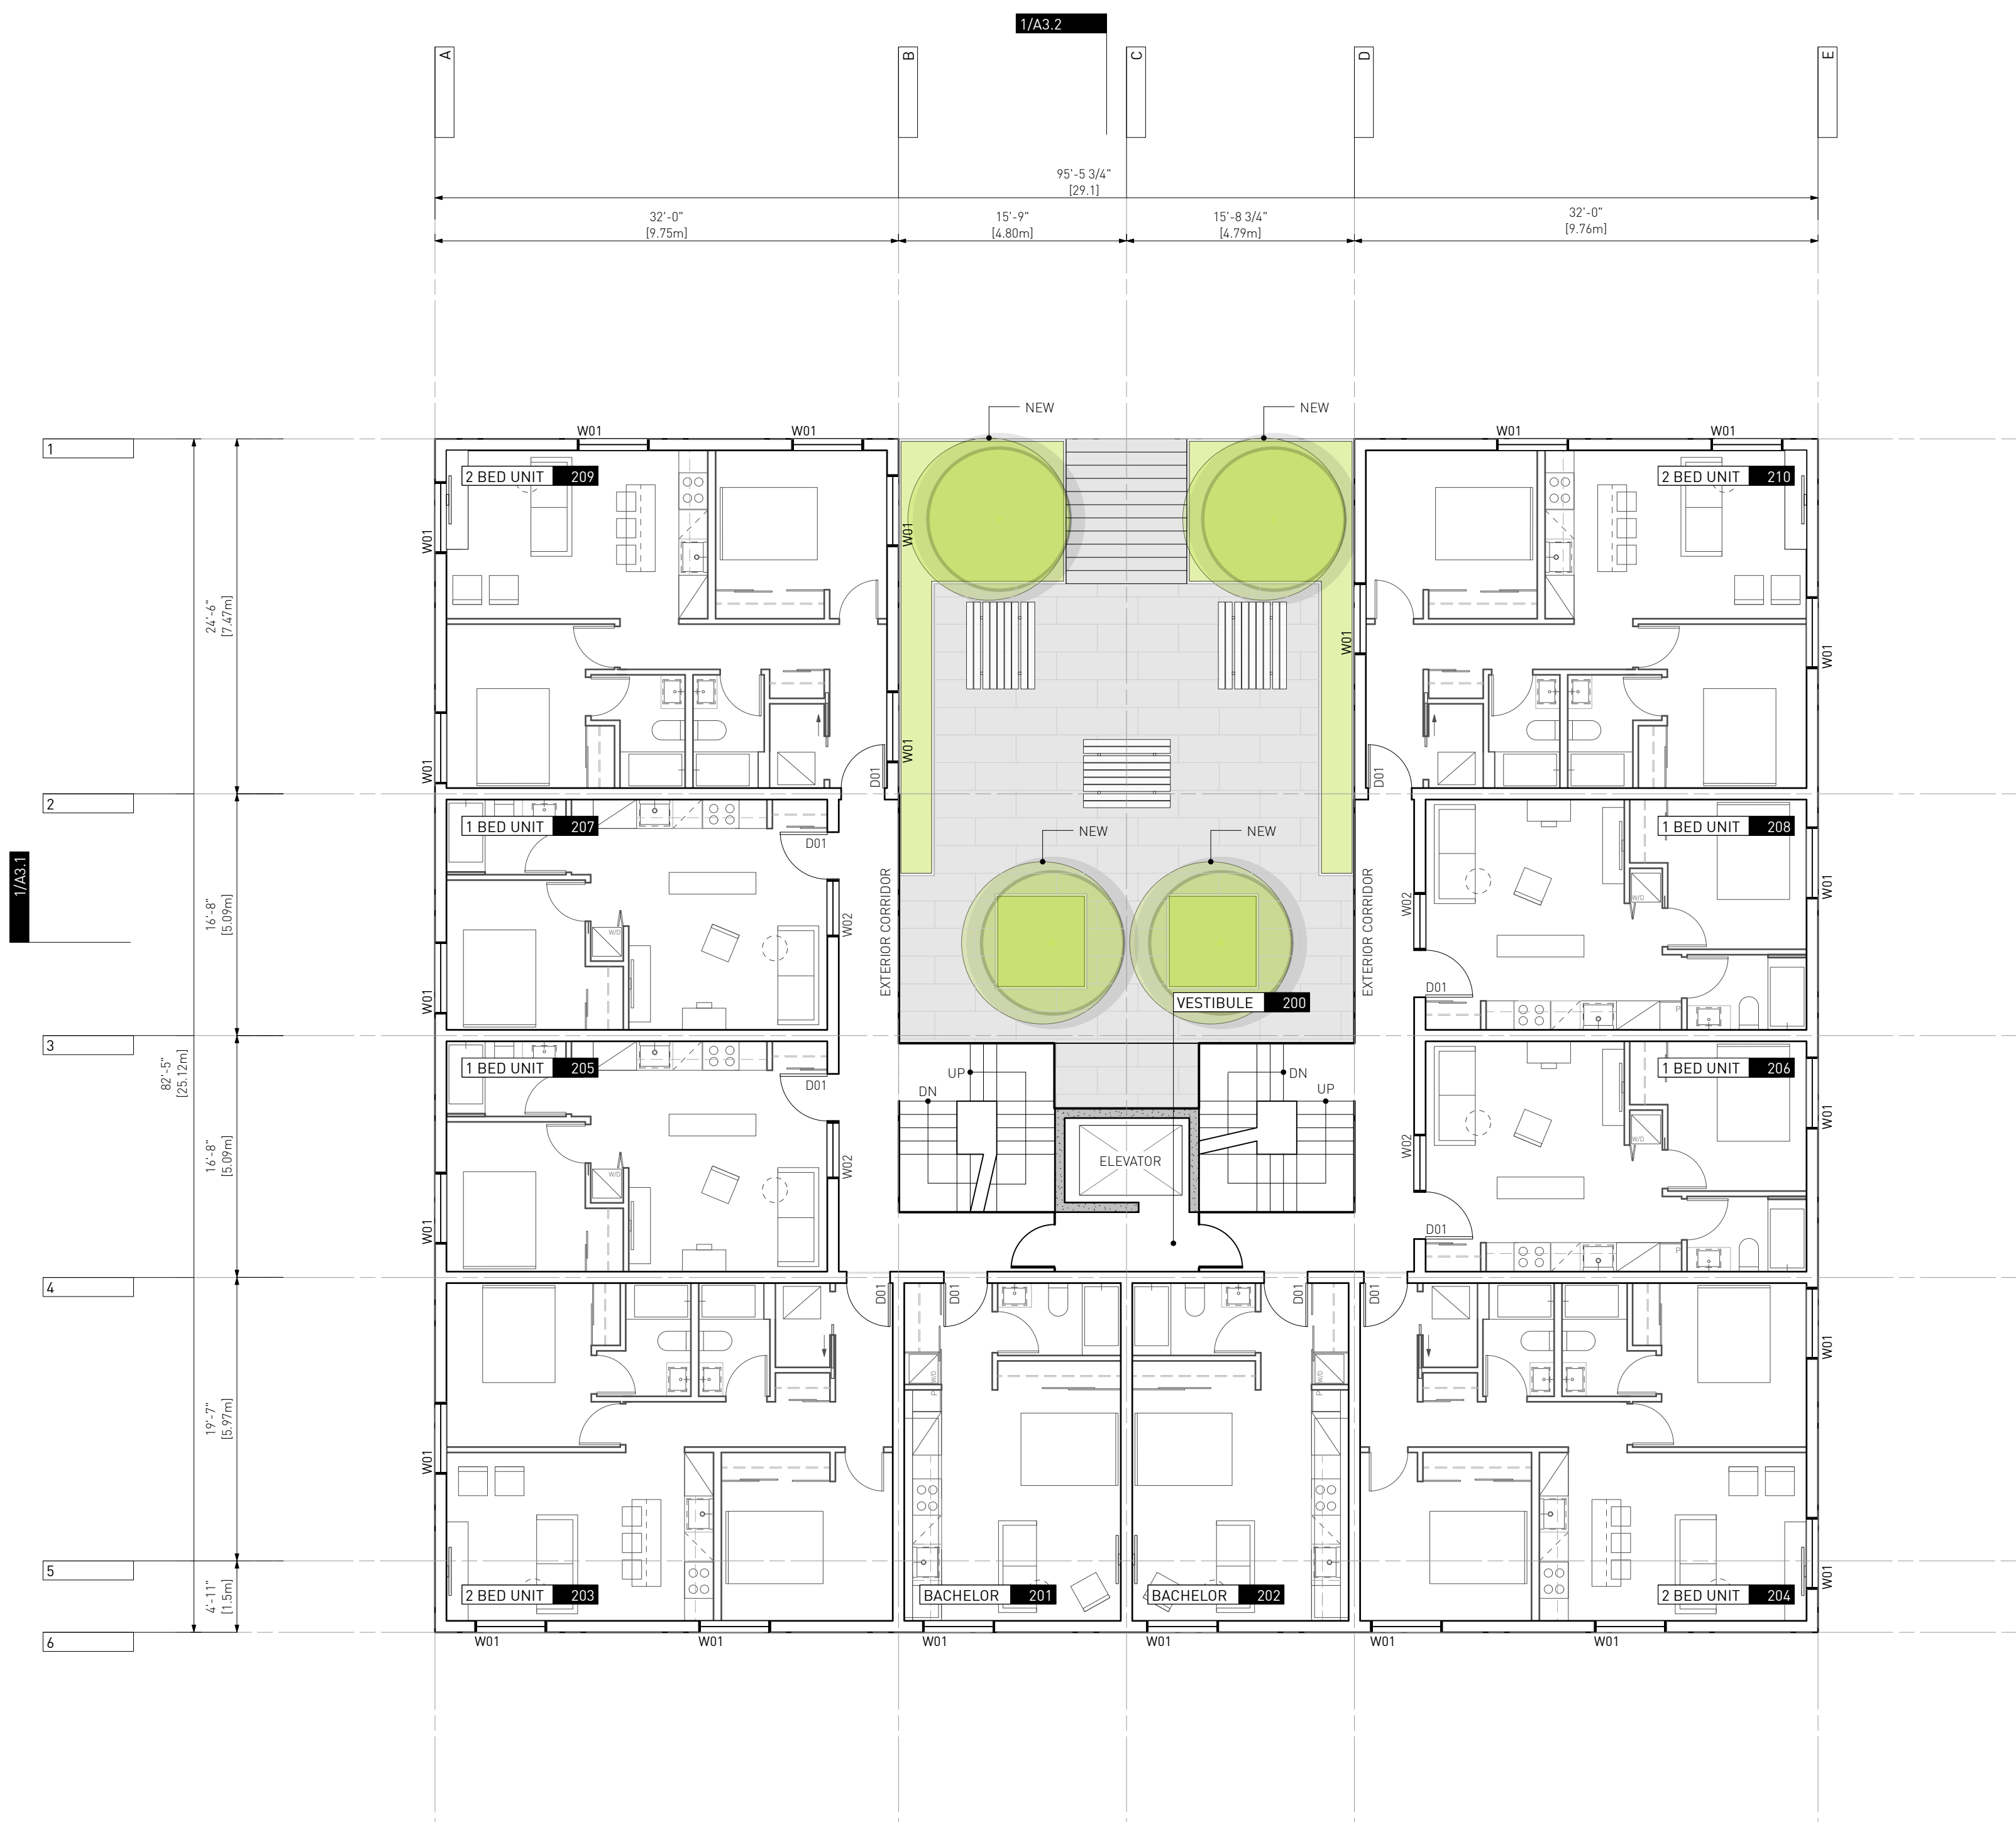 1/A3.2
A
B
C
D
E
95'-5 3/4"
[29.1]
32'-0"
[9.75m]
15'-9"
[4.80m]
15'-8 3/4"
[4.79m]
32'-0"
[9.76m]
NEW
NEW
1
W01
W01
W01
W01
2 BED UNIT 209
2 BED UNIT 210
W01
W01
24'-6"
[7.47m]
W01
W01
W01
W01
D01
D01
2
1 BED UNIT 207
1 BED UNIT 208
NEW
NEW
D01
1/A3.1
16'-8"
[5.09m]
W01
W/D
W02
EXTERIOR CORRIDOR
EXTERIOR CORRIDOR
W02
W/D
W01
D01
P
VESTIBULE 200
3
82'-5"
[25.12m]
1 BED UNIT 205
1 BED UNIT 206
UP
DN
D01
DN
UP
16'-8"
[5.09m]
W01
W/D
W02
ELEVATOR
W02
W/D
W01
D01
P
4
D01
D01
D01
D01
W01
P
W/D
P
W/D
19'-7"
[5.97m]
W01
W01
5
4'-11"
[1.5m]
2 BED UNIT 203
BACHELOR 201
BACHELOR 202
2 BED UNIT 204
6
W01
W01
W01
W01
W01
W01